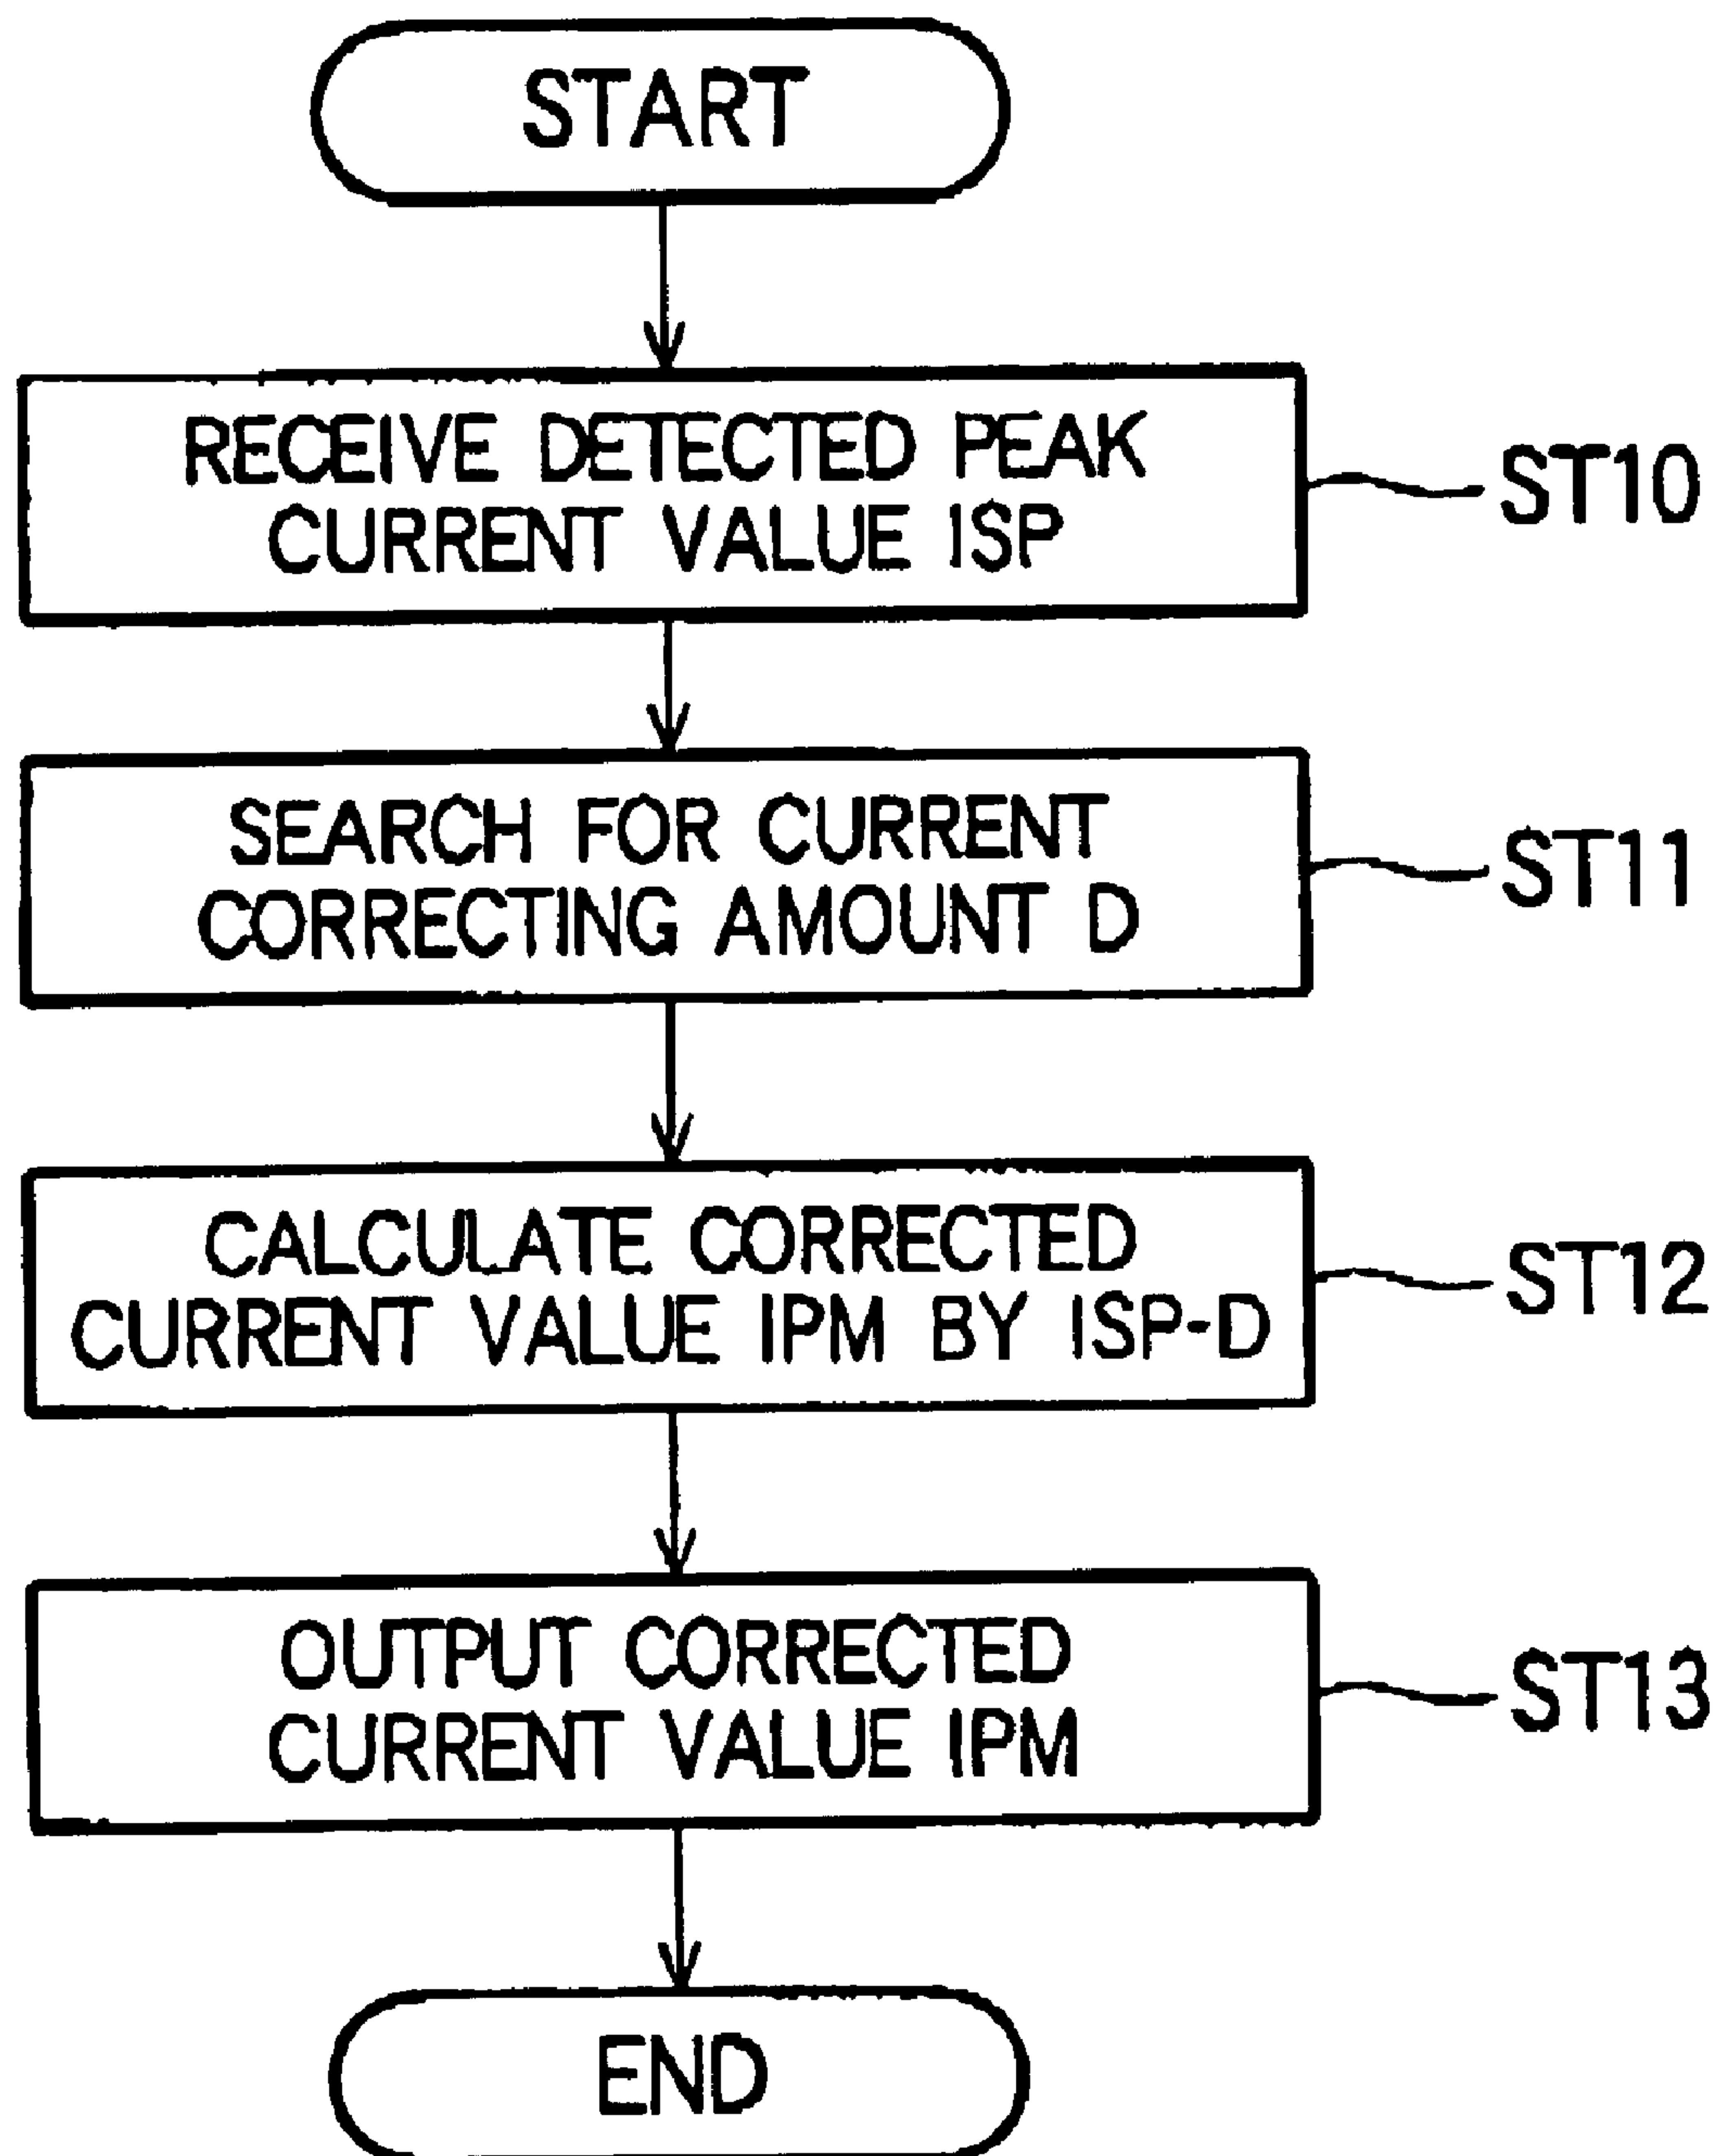 START
RECEIVE DETECTED PEAK
CURRENT VALUE ISP
ST10
SEARCH FOR CURRENT
CORRECTING AMOUNT D
ST11
CALCULATE CORRECTED
CURRENT VALUE IPM BY ISP-D
ST12
OUTPUT CORRECTED
CURRENT VALUE IPM
ST13
END